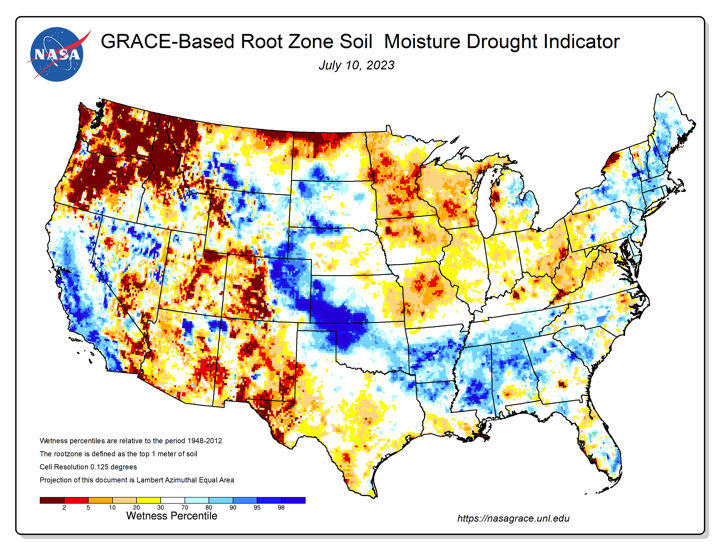 NASA
GRACE-Based Root Zone Soil  Moisture Drought Indicator
July 10, 2023
Wetness percentiles are relative to the period 1948-2012
The rootzone is defined as the top 1 meter of soil
Cell Resolution 0.125 degrees
Projection of this document is Lambert Azimuthal Equal Area
2 5 10 20 30 70 80 90 95 98
Wetness Percentile
https://nasagrace.unl.edu